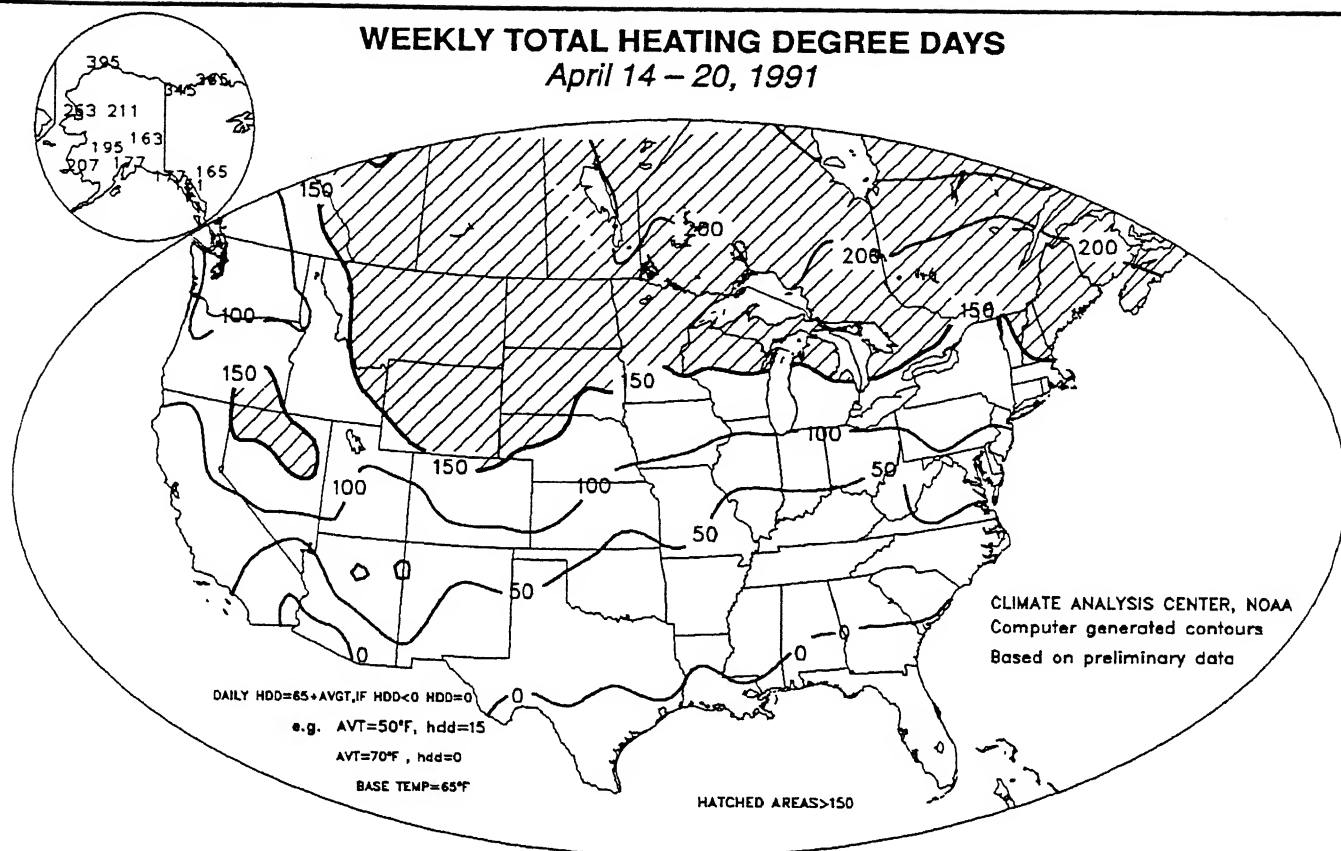 WEEKLY TOTAL HEATING DEGREE DAYS
April 14 – 20, 1991
395
345
263 211
195 163
207 177
165
150
200
200
200
100
150
150
150
150
100
100
100
50
50
50
0
0
0
0
CLIMATE ANALYSIS CENTER, NOAA
Computer generated contours
Based on preliminary data
DAILY HDD=65+AVGT,IF HDD<0 HDD=0
e.g. AVT=50°F, hdd=15
AVT=70°F , hdd=0
BASE TEMP=65°F
HATCHED AREAS>150